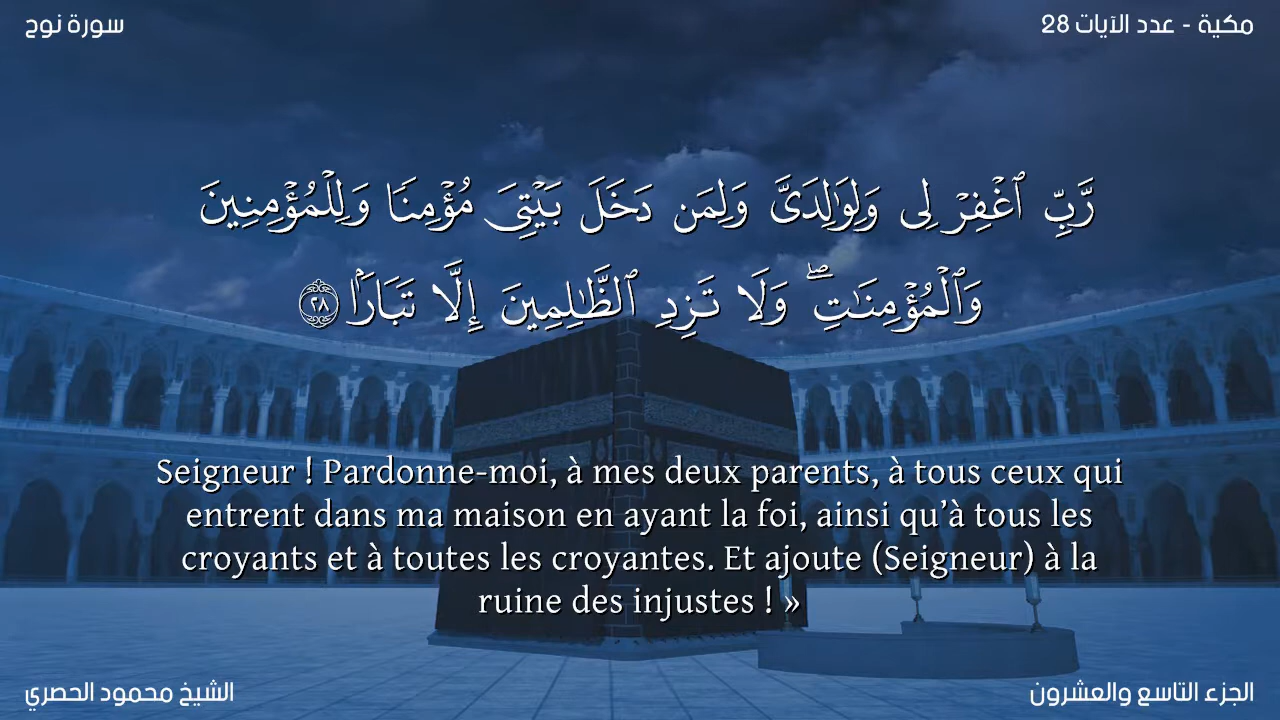 سورة نوح
مكية - عدد الآيات 28
رَّبِّ ٱغْفِرْ لِى وَلِوَٰلِدَىَّ وَلِمَن دَخَلَ بَيْتِىَ مُؤْمِنًا وَلِلْمُؤْمِنِينَ
وَٱلْمُؤْمِنَٰتِۖ وَلَا تَزِدِ ٱلظَّٰلِمِينَ إِلَّا تَبَارًۢا ٢٨
Seigneur ! Pardonne-moi, à mes deux parents, à tous ceux qui
entrent dans ma maison en ayant la foi, ainsi qu’à tous les
croyants et à toutes les croyantes. Et ajoute (Seigneur) à la
ruine des injustes ! »
الشيخ محمود الحصري
الجزء التاسع والعشرون